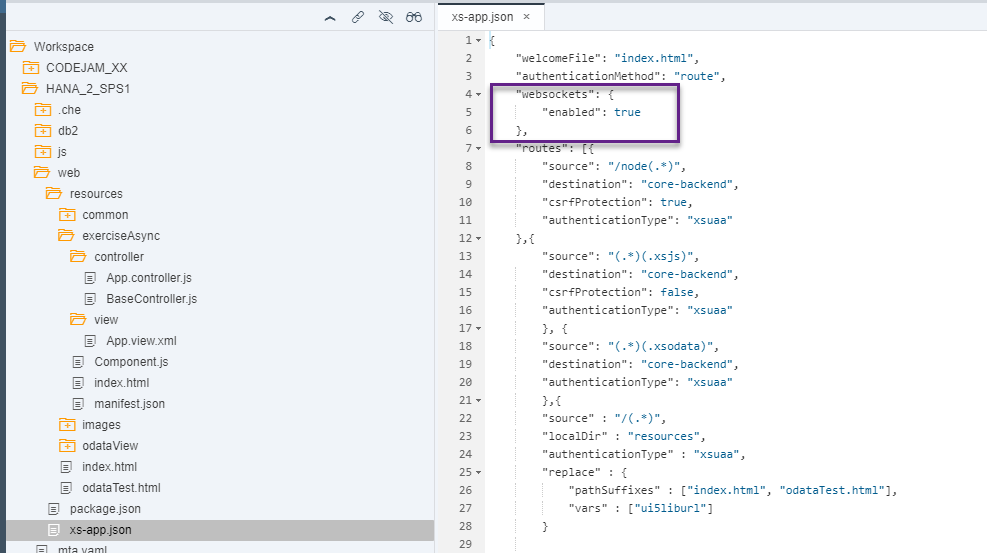 Workspace
CODEJAM_XX
HANA_2_SPS1
.che
db2
js
web
resources
common
exerciseAsync
controller
App.controller.js
BaseController.js
view
App.view.xml
Component.js
index.html
manifest.json
images
odataView
index.html
odataTest.html
package.json
xs-app.json
mta.yaml
xs-app.json ×
1 {
2 "welcomeFile": "index.html",
3 "authenticationMethod": "route",
4 "websockets": {
5 "enabled": true
6 },
7 "routes": [{
8 "source": "/node(.*)",
9 "destination": "core-backend",
10 "csrfProtection": true,
11 "authenticationType": "xsuaa"
12 },{
13 "source": "(.*)(.xsjs)",
14 "destination": "core-backend",
15 "csrfProtection": false,
16 "authenticationType": "xsuaa"
17 }, {
18 "source": "(.*)(.xsodata)",
19 "destination": "core-backend",
20 "authenticationType": "xsuaa"
21 },{
22 "source" : "/(.*)",
23 "localDir" : "resources",
24 "authenticationType" : "xsuaa",
25 "replace" : {
26 "pathSuffixes" : ["index.html", "odataTest.html"],
27 "vars" : ["ui5liburl"]
28 }
29